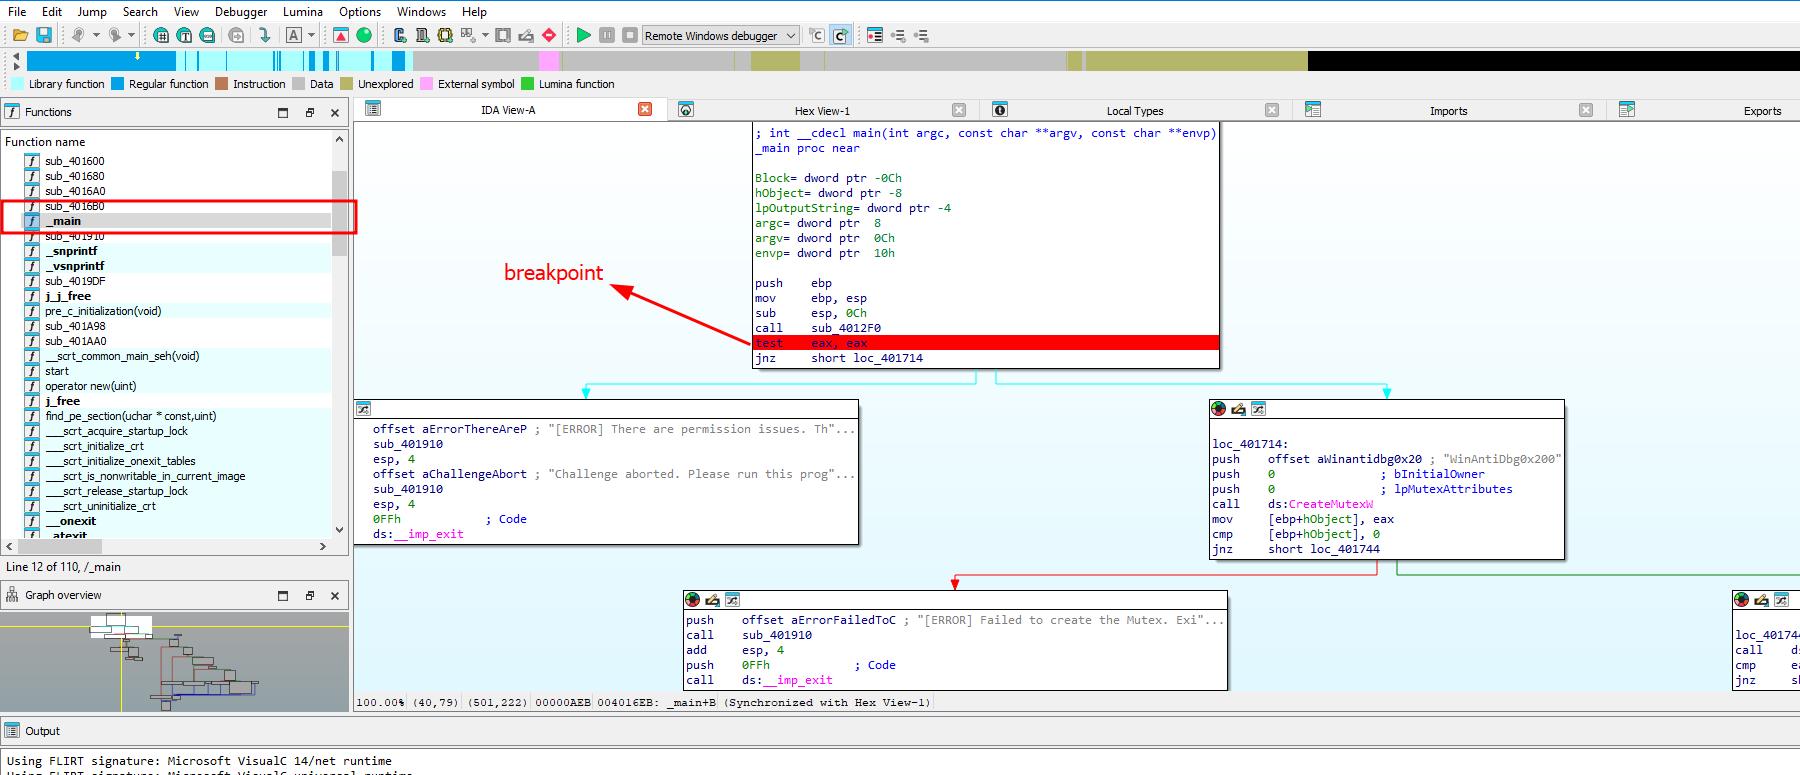 File Edit Jump Search View Debugger Lumina Options Windows Help
Remote Windows debugger
Library function Regular function Instruction Data Unexplored External symbol Lumina function
Functions
IDA View-A Hex View-1 Local Types Imports Exports
Function name
sub_401600
sub_401680
sub_4016A0
sub_4016B0
_main
sub_401910
_snprintf
_vsnprintf
sub_4019DF
j_j_free
pre_c_initialization(void)
sub_401A98
sub_401AA0
__scrt_common_main_seh(void)
start
operator new(uint)
j_free
find_pe_section(uchar * const,uint)
___scrt_acquire_startup_lock
___scrt_initialize_crt
___scrt_initialize_onexit_tables
___scrt_is_nonwritable_in_current_image
___scrt_release_startup_lock
___scrt_uninitialize_crt
__onexit
_atexit
Line 12 of 110, /_main
Graph overview
; int __cdecl main(int argc, const char **argv, const char **envp)
_main proc near
Block= dword ptr -0Ch
hObject= dword ptr -8
lpOutputString= dword ptr -4
argc= dword ptr 8
argv= dword ptr 0Ch
envp= dword ptr 10h
breakpoint
push ebp
mov ebp, esp
sub esp, 0Ch
call sub_4012F0
test eax, eax
jnz short loc_401714
offset aErrorThereAreP ; "[ERROR] There are permission issues. Th"...
sub_401910
esp, 4
offset aChallengeAbort ; "Challenge aborted. Please run this prog"...
sub_401910
esp, 4
0FFh ; Code
ds:__imp_exit
loc_401714:
push offset aWinantidbg0x20 ; "WinAntiDbg0x200"
push 0 ; bInitialOwner
push 0 ; lpMutexAttributes
call ds:CreateMutexW
mov [ebp+hObject], eax
cmp [ebp+hObject], 0
jnz short loc_401744
push offset aErrorFailedToC ; "[ERROR] Failed to create the Mutex. Exi"...
call sub_401910
add esp, 4
push 0FFh ; Code
call ds:__imp_exit
loc_401744
call ds
cmp ea
jnz sh
100.00% (40,79) (501,222) 00000AEB 004016EB: _main+B (Synchronized with Hex View-1)
Output
Using FLIRT signature: Microsoft VisualC 14/net runtime
Using FLIRT signature: Microsoft VisualC universal runtime